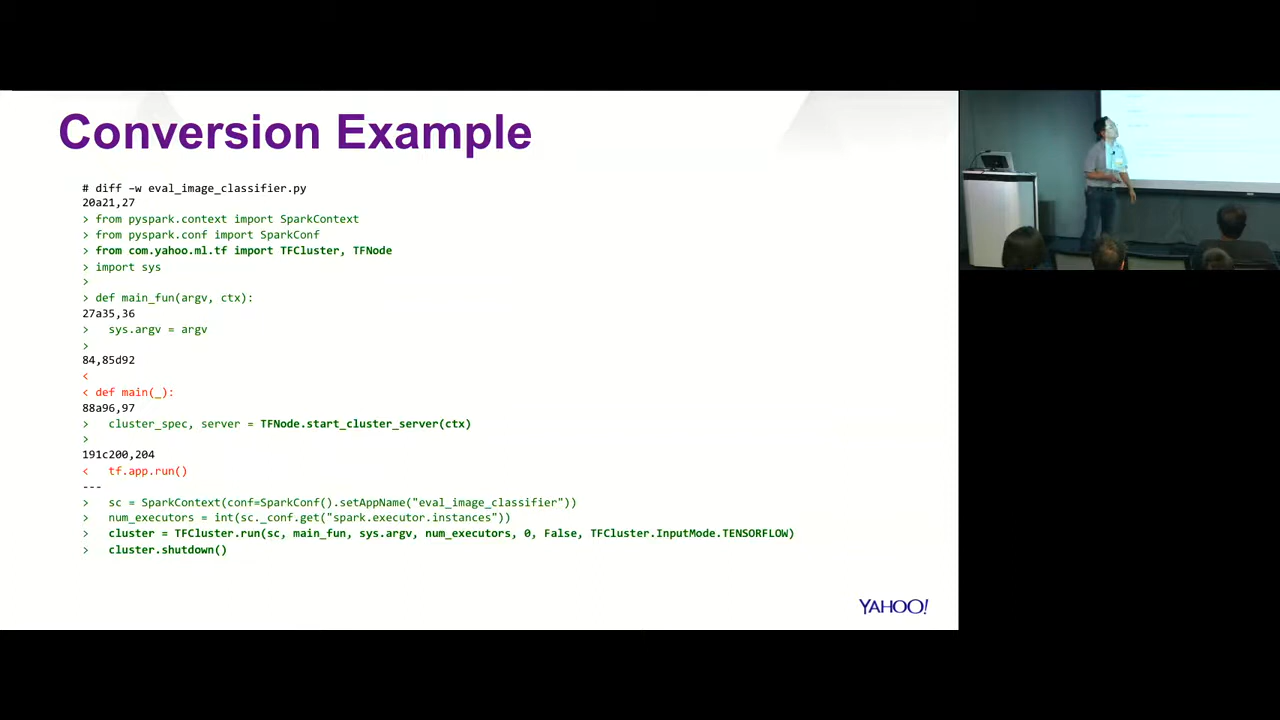 Conversion Example
# diff –w eval_image_classifier.py
20a21,27
> from pyspark.context import SparkContext
> from pyspark.conf import SparkConf
> from com.yahoo.ml.tf import TFCluster, TFNode
> import sys
>
> def main_fun(argv, ctx):
27a35,36
>   sys.argv = argv
>
84,85d92
<
< def main(_):
88a96,97
>   cluster_spec, server = TFNode.start_cluster_server(ctx)
>
191c200,204
<   tf.app.run()
---
>   sc = SparkContext(conf=SparkConf().setAppName("eval_image_classifier"))
>   num_executors = int(sc._conf.get("spark.executor.instances"))
>   cluster = TFCluster.run(sc, main_fun, sys.argv, num_executors, 0, False, TFCluster.InputMode.TENSORFLOW)
>   cluster.shutdown()
YAHOO!